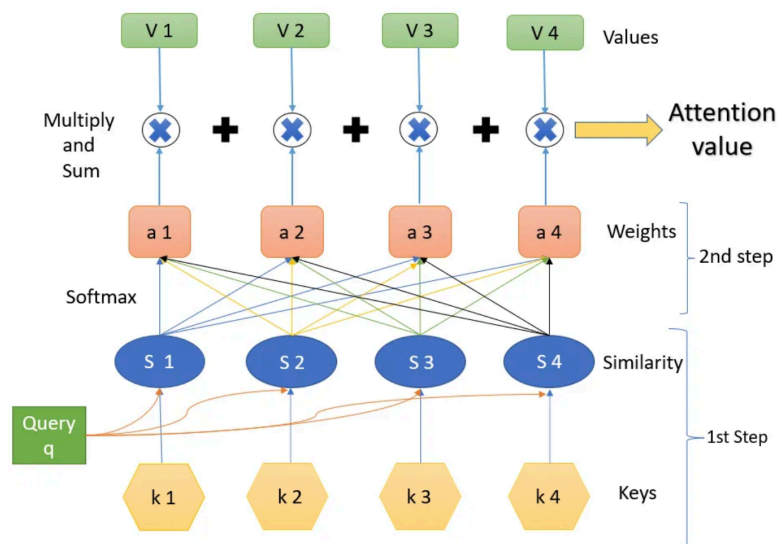 V 1
V 2
V 3
V 4
Values
Multiply
and
Sum
Attention
value
a 1
a 2
a 3
a 4
Weights
2nd step
Softmax
S 1
S 2
S 3
S 4
Similarity
Query
q
1st Step
k 1
k 2
k 3
k 4
Keys